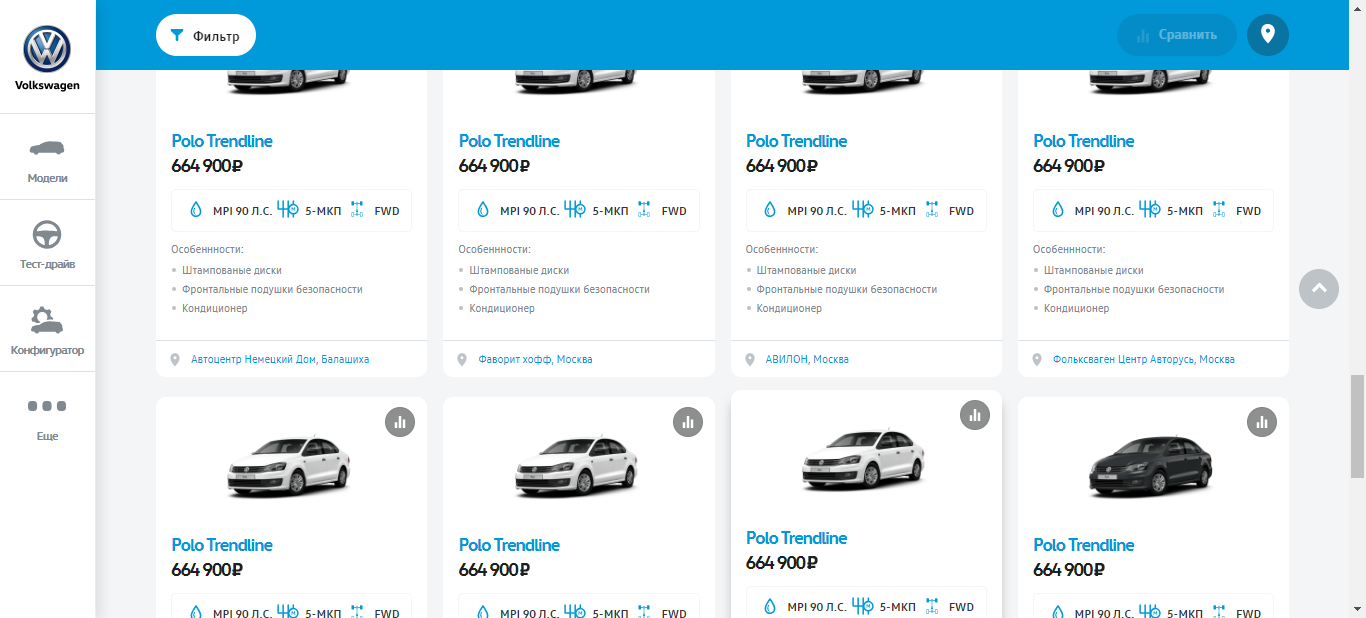 Volkswagen
Модели
Тест-драйв
Конфигуратор
Еще
Фильтр
Сравнить
Polo Trendline
664 900₽
MPI 90 Л.С. 5-МКП FWD
Особеннности:
Штампованые диски
Фронтальные подушки безопасности
Кондиционер
Автоцентр Немецкий Дом, Балашиха
Polo Trendline
664 900₽
MPI 90 Л.С. 5-МКП FWD
Особеннности:
Штампованые диски
Фронтальные подушки безопасности
Кондиционер
Фаворит хофф, Москва
Polo Trendline
664 900₽
MPI 90 Л.С. 5-МКП FWD
Особеннности:
Штампованые диски
Фронтальные подушки безопасности
Кондиционер
АВИЛОН, Москва
Polo Trendline
664 900₽
MPI 90 Л.С. 5-МКП FWD
Особеннности:
Штампованые диски
Фронтальные подушки безопасности
Кондиционер
Фольксваген Центр Авторусь, Москва
Polo Trendline
664 900₽
MPI 90 Л.С. 5-МКП FWD
Polo Trendline
664 900₽
MPI 90 Л.С. 5-МКП FWD
Polo Trendline
664 900₽
MPI 90 Л.С. 5-МКП FWD
Polo Trendline
664 900₽
MPI 90 Л.С. 5-МКП FWD